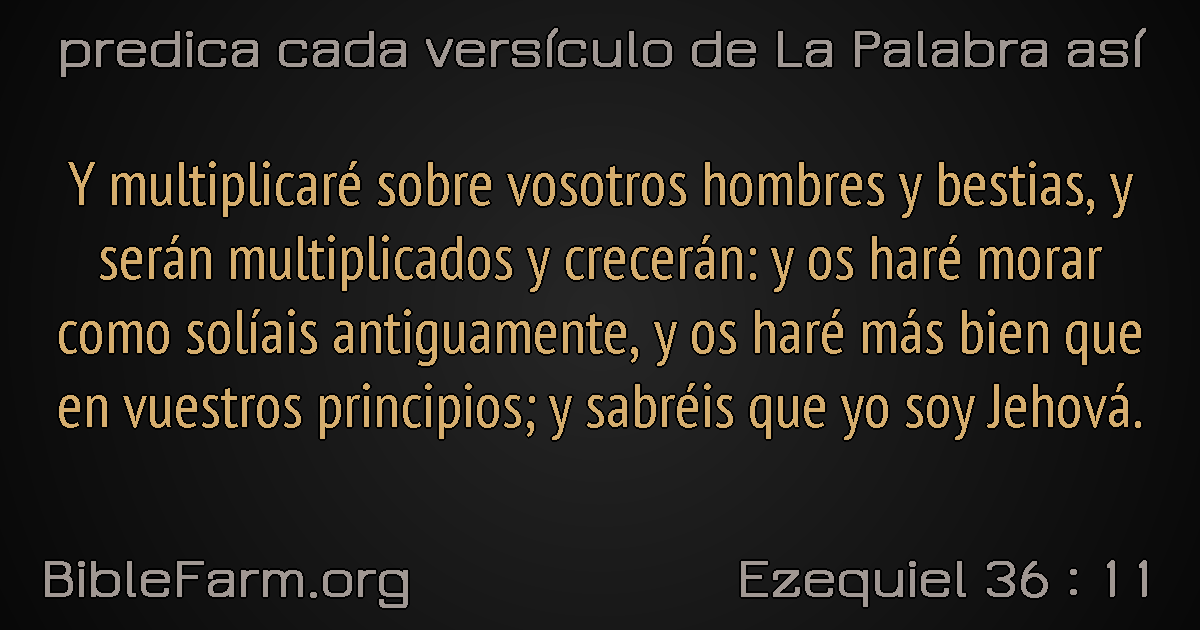 predica cada versículo de La Palabra así
Y multiplicaré sobre vosotros hombres y bestias, y
serán multiplicados y crecerán: y os haré morar
como solíais antiguamente, y os haré más bien que
en vuestros principios; y sabréis que yo soy Jehová.
BibleFarm.org
Ezequiel 36 : 11